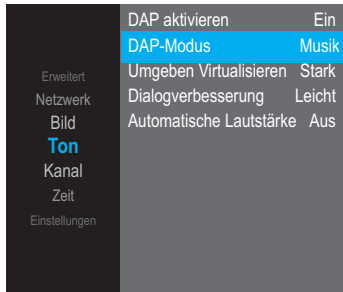 DAP aktivieren Ein
DAP-Modus Musik
Umgeben Virtualisieren Stark
Dialogverbesserung Leicht
Automatische Lautstärke Aus
Erweitert
Netzwerk
Bild
Ton
Kanal
Zeit
Einstellungen